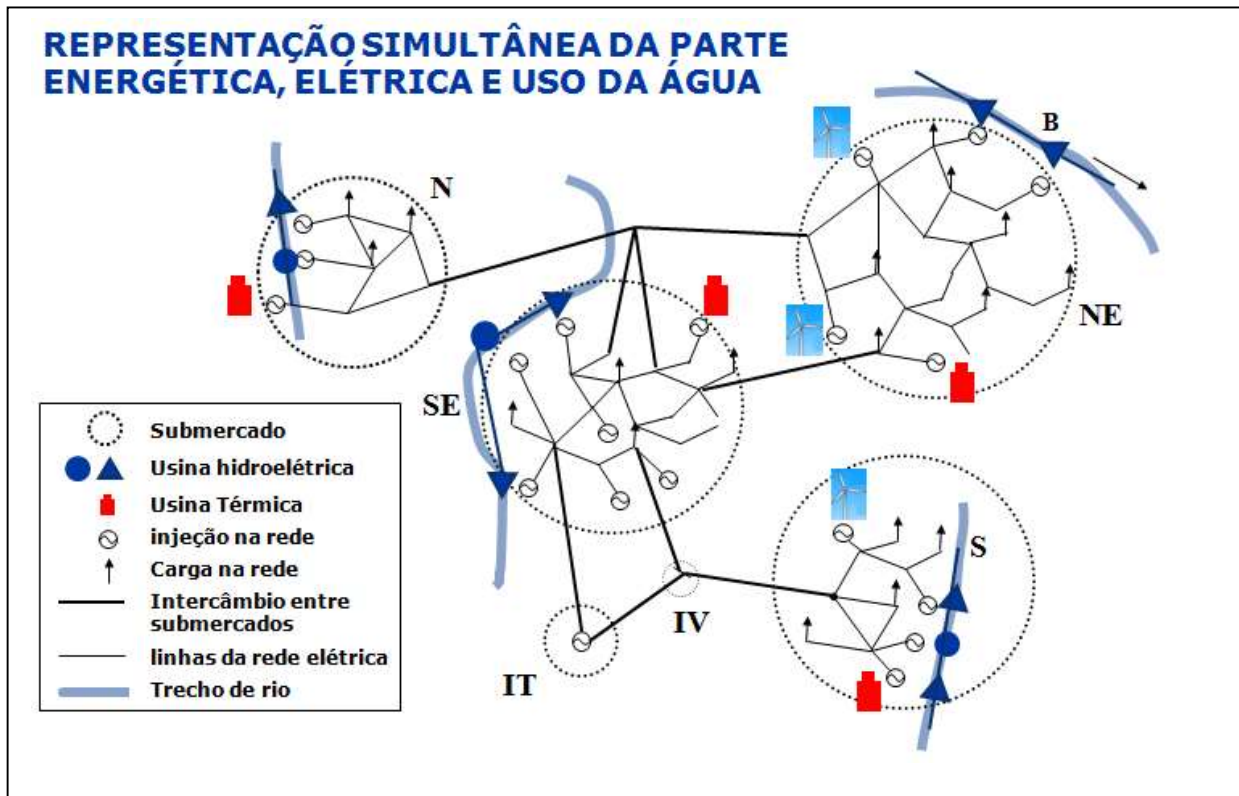 REPRESENTAÇÃO SIMULTÂNEA DA PARTE
ENERGÉTICA, ELÉTRICA E USO DA ÁGUA
B
N
NE
SE
S
IV
IT
Submercado
Usina hidroelétrica
Usina Térmica
injeção na rede
Carga na rede
Intercâmbio entre
submercados
linhas da rede elétrica
Trecho de rio